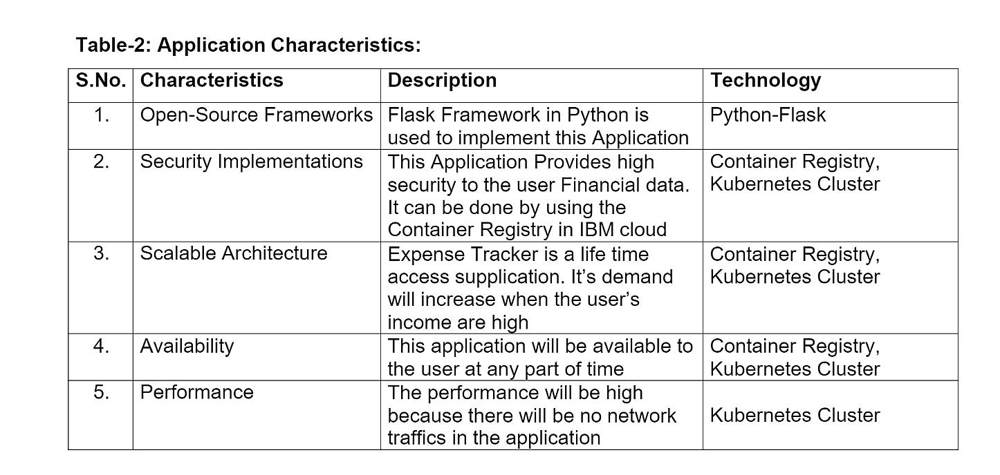 Table-2: Application Characteristics:
S.No. Characteristics Description Technology
1. Open-Source Frameworks Flask Framework in Python is Python-Flask
used to implement this Application
2. Security Implementations This Application Provides high Container Registry,
security to the user Financial data. Kubernetes Cluster
It can be done by using the
Container Registry in IBM cloud
3. Scalable Architecture Expense Tracker is a life time Container Registry,
access supplication. It’s demand Kubernetes Cluster
will increase when the user’s
income are high
4. Availability This application will be available to Container Registry,
the user at any part of time Kubernetes Cluster
5. Performance The performance will be high
because there will be no network Kubernetes Cluster
traffics in the application